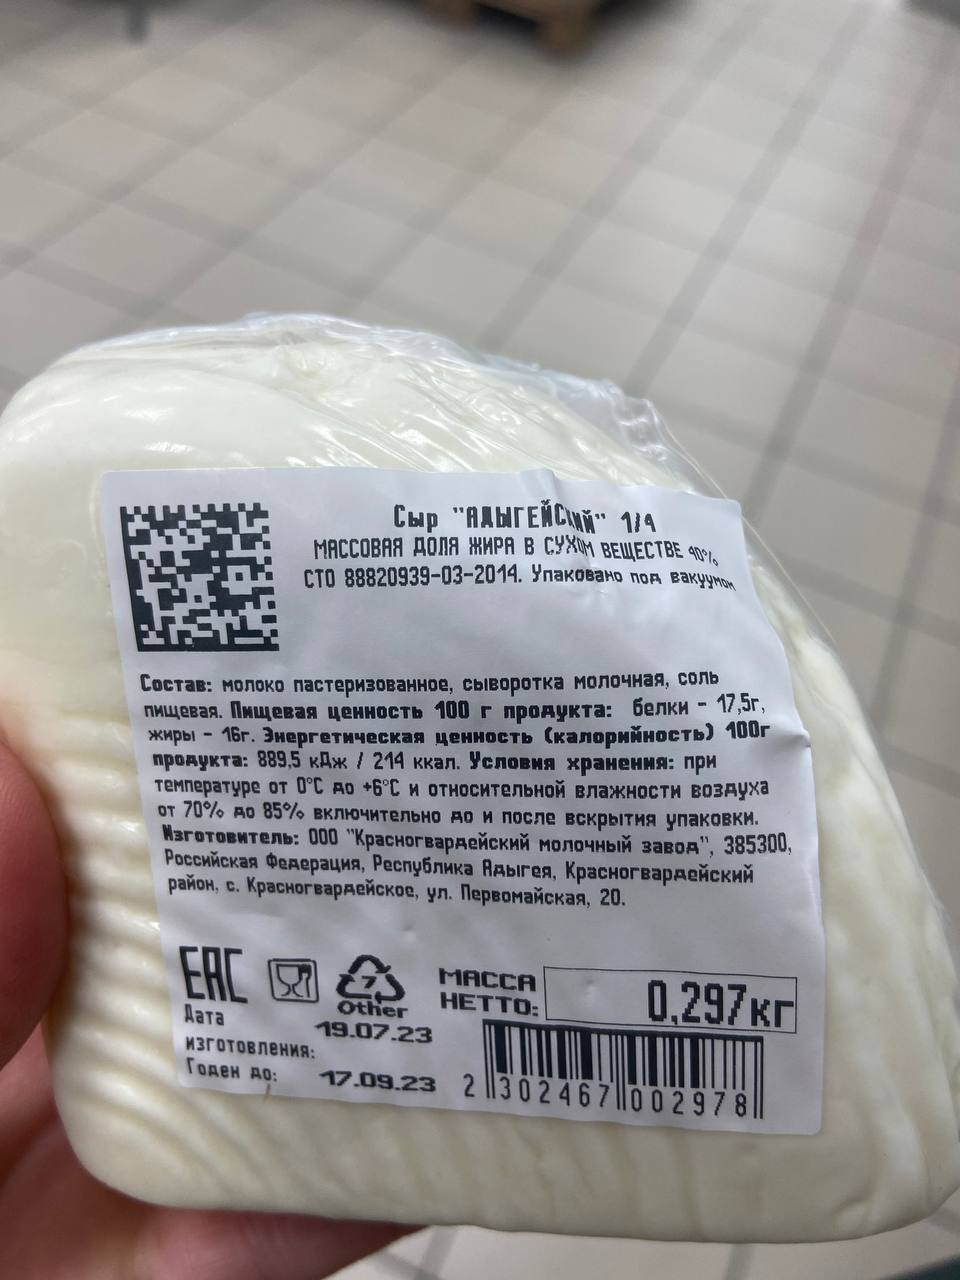 Сыр "АДЫГЕЙСКИЙ" 1/4
МАССОВАЯ ДОЛЯ ЖИРА В СУХОМ ВЕЩЕСТВЕ 40%
СТО 88820939-03-2014. Упаковано под вакуумом
Состав: молоко пастеризованное, сыворотка молочная, соль
пищевая. Пищевая ценность 100 г продукта: белки - 17,5г,
жиры - 16г. Энергетическая ценность (калорийность) 100г
продукта: 889,5 кДж / 214 ккал. Условия хранения: при
температуре от 0°С до +6°С и относительной влажности воздуха
от 70% до 85% включительно до и после вскрытия упаковки.
Изготовитель: ООО "Красногвардейский молочный завод", 385300,
Российская Федерация, Республика Адыгея, Красногвардейский
район, с. Красногвардейское, ул. Первомайская, 20.
EAC
7
Other
МАССА
НЕТТО:
0,297кг
Дата
изготовления:
19.07.23
Годен до:
17.09.23
2 302467 002978